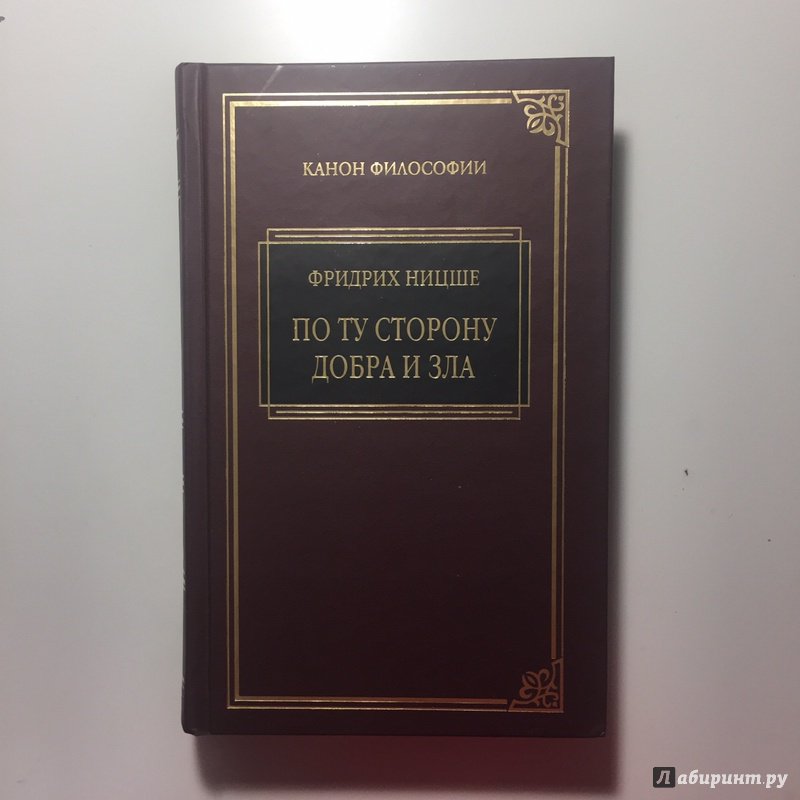 КАНОН ФИЛОСОФИИ
ФРИДРИХ НИЦШЕ
ПО ТУ СТОРОНУ
ДОБРА И ЗЛА
Лабиринт.ру